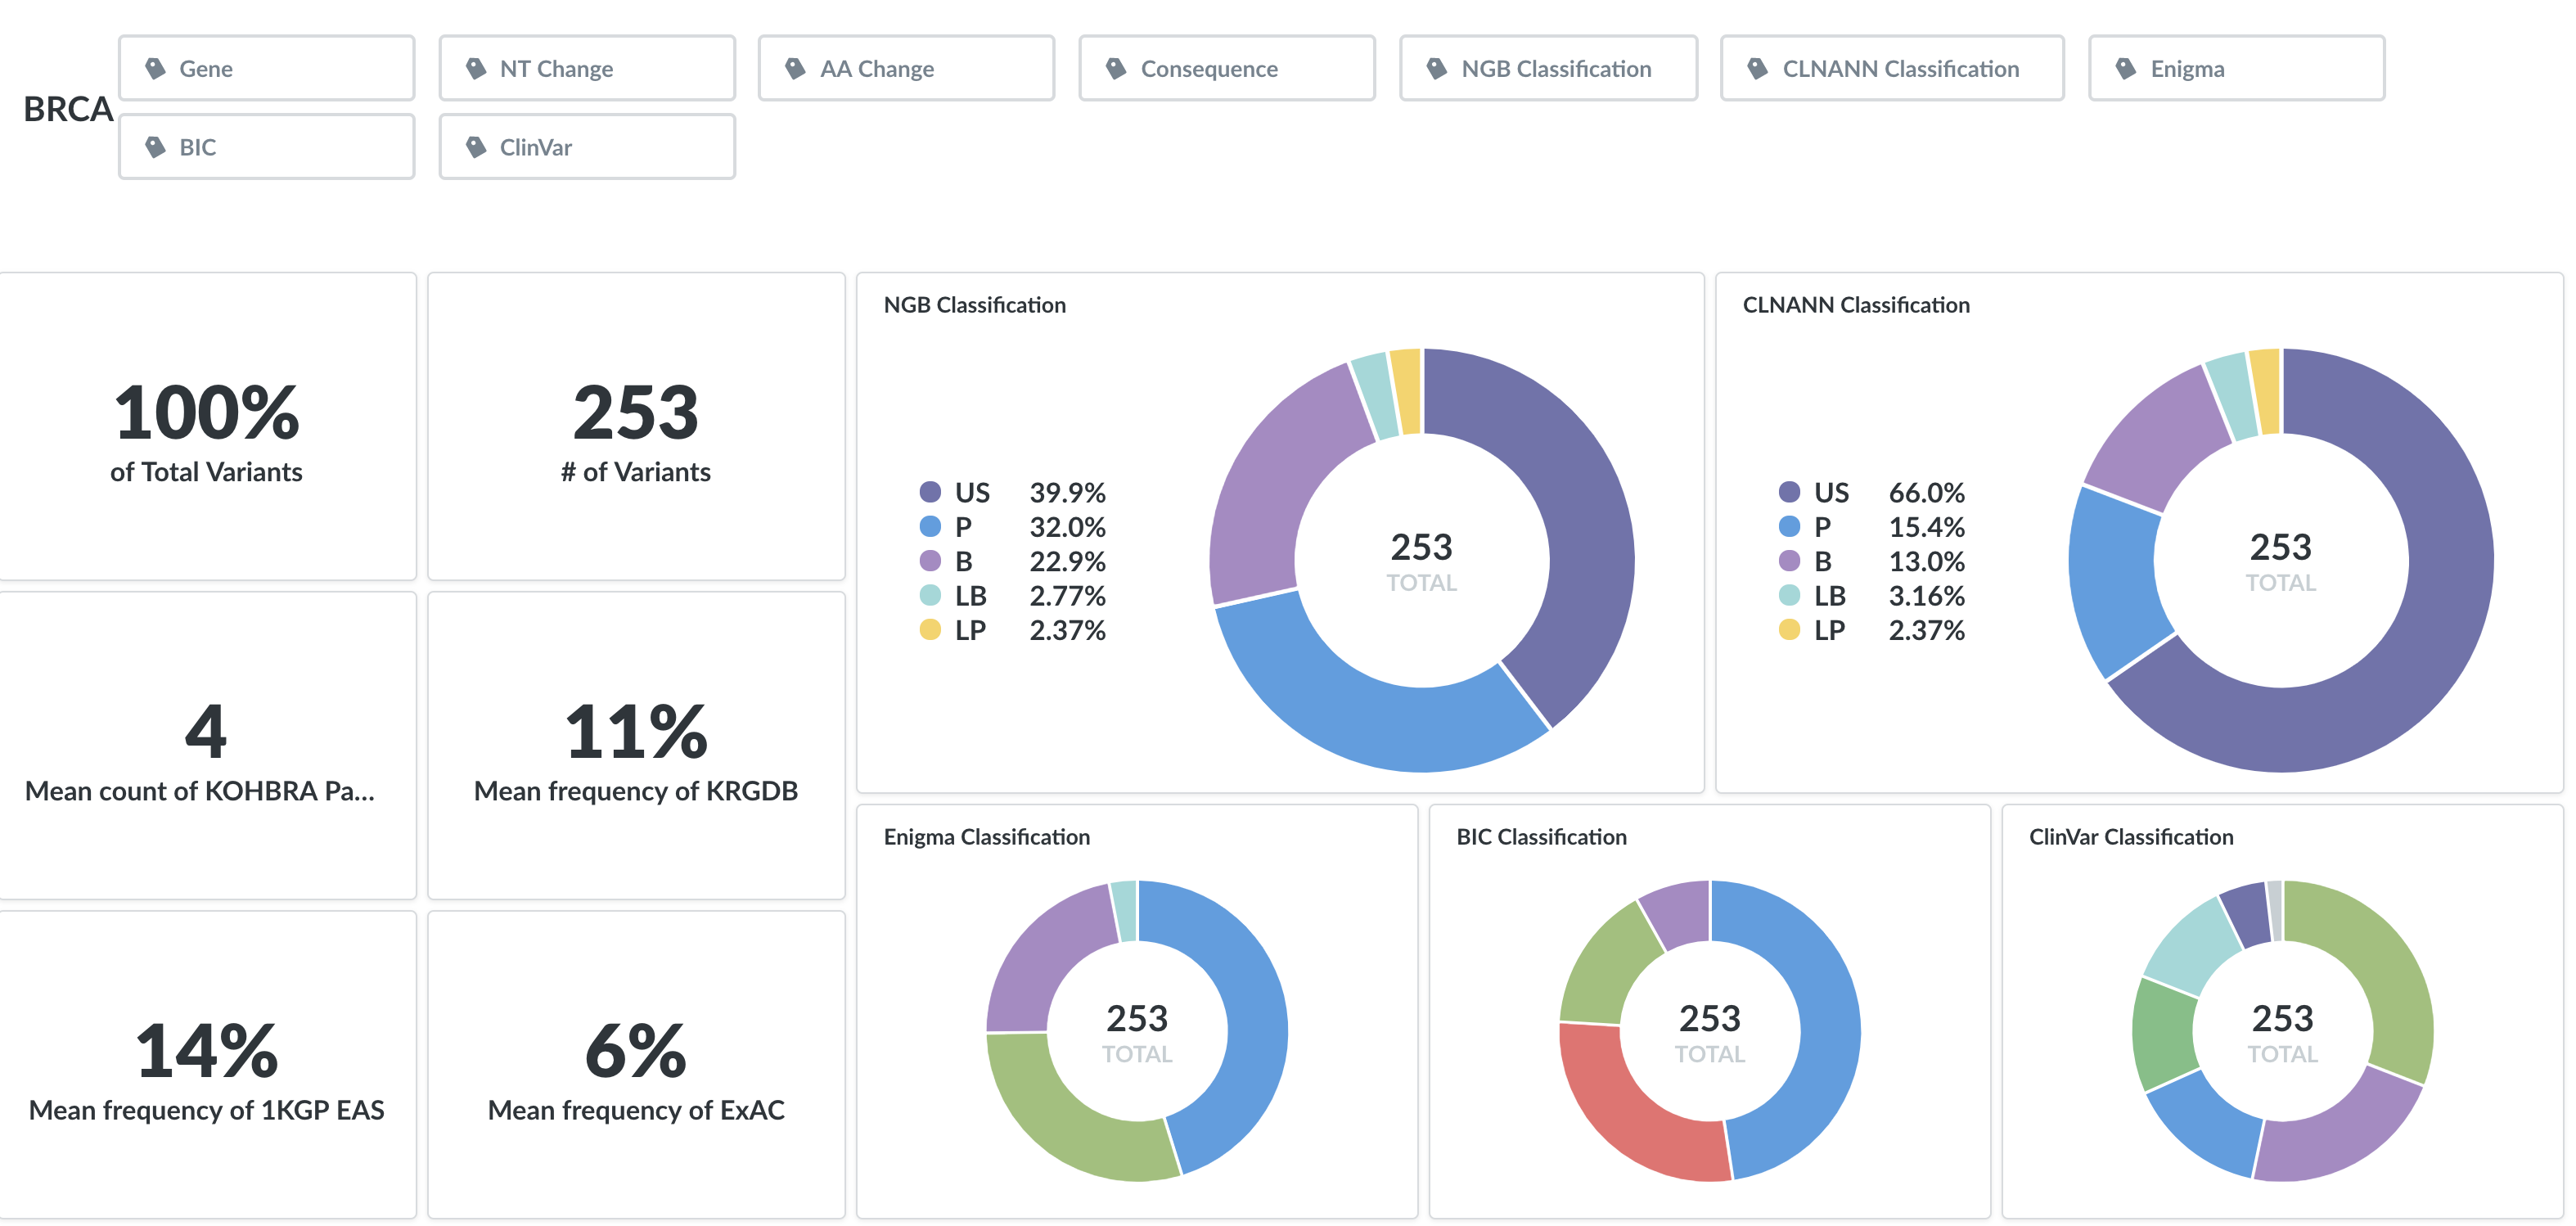 BRCA
Gene
NT Change
AA Change
Consequence
NGB Classification
CLNANN Classification
Enigma
BIC
ClinVar
100%
of Total Variants
253
# of Variants
4
Mean count of KOHBRA Pa...
11%
Mean frequency of KRGDB
14%
Mean frequency of 1KGP EAS
6%
Mean frequency of ExAC
NGB Classification
US 39.9%
P 32.0%
B 22.9%
LB 2.77%
LP 2.37%
253
TOTAL
CLNANN Classification
US 66.0%
P 15.4%
B 13.0%
LB 3.16%
LP 2.37%
253
TOTAL
Enigma Classification
253
TOTAL
BIC Classification
253
TOTAL
ClinVar Classification
253
TOTAL